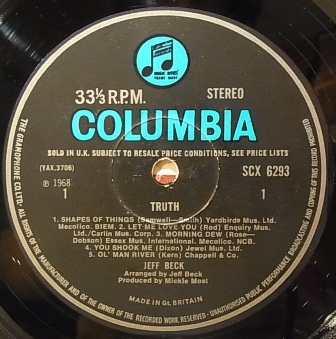 MAGIC NOTES
TRADE MARK
33⅓ R.P.M. STEREO
COLUMBIA
SOLD IN U.K. SUBJECT TO RESALE PRICE CONDITIONS, SEE PRICE LISTS
(YAX.3706) SCX 6293
℗ 1968
1 1
TRUTH
1. SHAPES OF THINGS (Samwell—Smith) Yardbirds Mus. Ltd.
Mecolico, BIEM. 2. LET ME LOVE YOU (Rod) Enquiry Mus.
Ltd./Carlin Mus. Corp. 3. MORNING DEW (Rose—
Dobson) Essex Mus. International. Mecolico. NCB.
4. YOU SHOOK ME (Dixon) Jewel Mus. Ltd.
5. OL' MAN RIVER (Kern) Chappell & Co.
JEFF BECK
Arranged by Jeff Beck
Produced by Mickie Most
MADE IN GT. BRITAIN
THE GRAMOPHONE CO. LTD. ALL RIGHTS OF THE MANUFACTURER AND OF THE OWNER OF THE RECORDED WORK RESERVED. UNAUTHORISED PUBLIC PERFORMANCE BROADCASTING AND COPYING OF THIS RECORD PROHIBITED